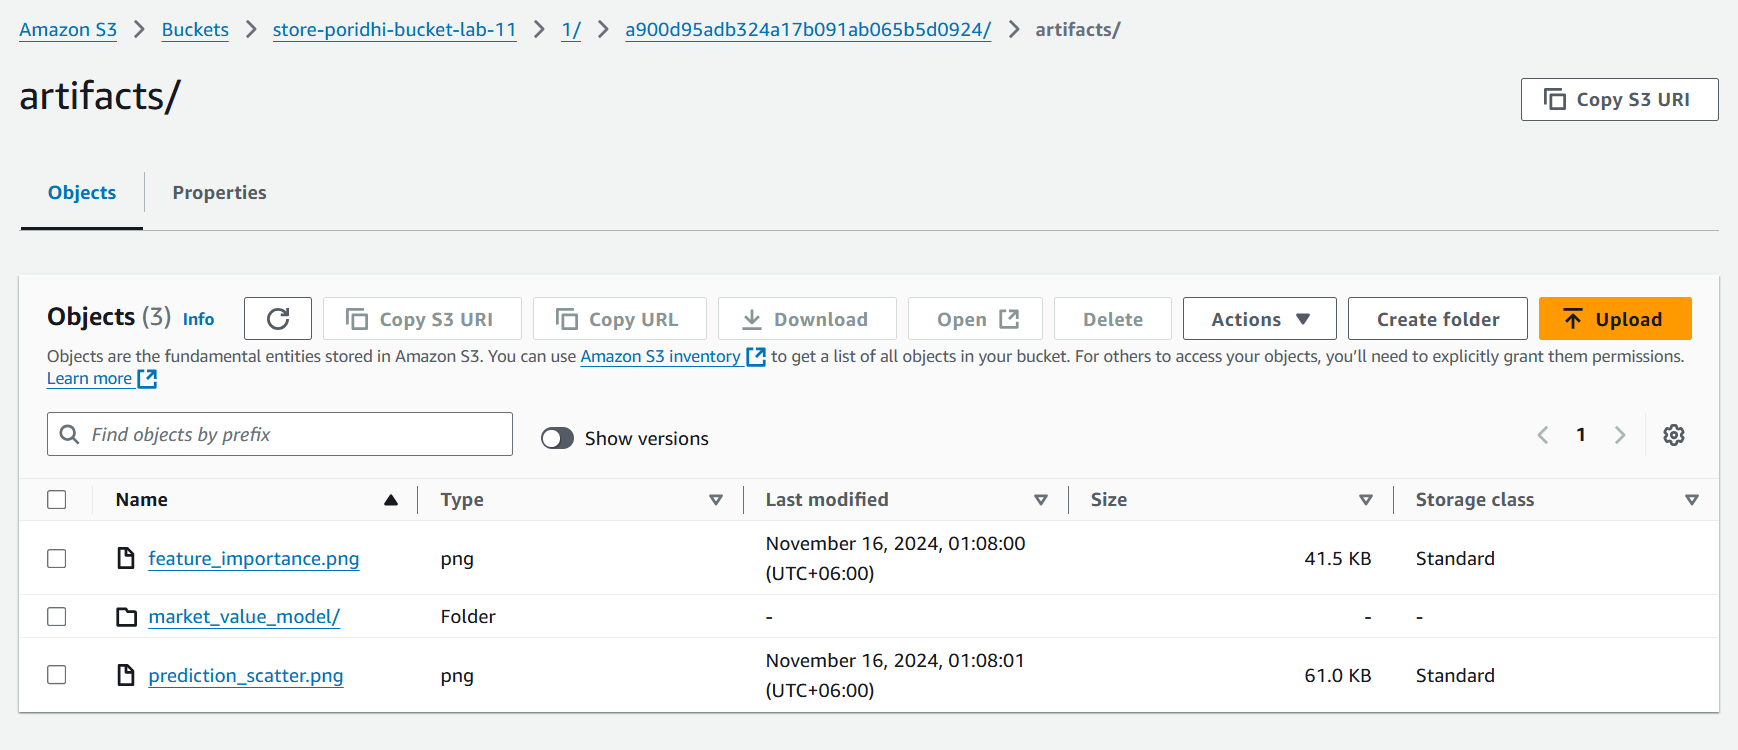 Amazon S3 > Buckets > store-poridhi-bucket-lab-11 > 1/ > a900d95adb324a17b091ab065b5d0924/ > artifacts/
artifacts/
Copy S3 URI
Objects Properties
Objects (3) Info Copy S3 URI Copy URL Download Open Delete Actions Create folder Upload
Objects are the fundamental entities stored in Amazon S3. You can use Amazon S3 inventory to get a list of all objects in your bucket. For others to access your objects, you’ll need to explicitly grant them permissions.
Learn more
Find objects by prefix Show versions 1
Name Type Last modified Size Storage class
feature_importance.png png November 16, 2024, 01:08:00 (UTC+06:00) 41.5 KB Standard
market_value_model/ Folder - - -
prediction_scatter.png png November 16, 2024, 01:08:01 (UTC+06:00) 61.0 KB Standard